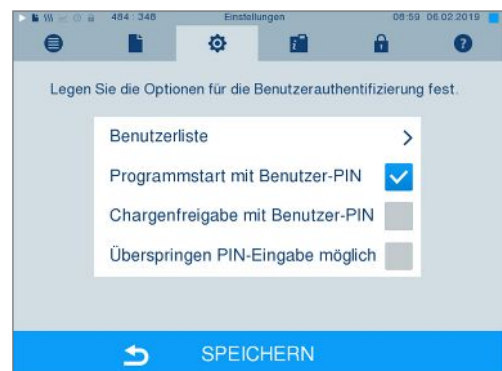 484 : 346 Einstellungen 08:59 06.02.2019
Legen Sie die Optionen für die Benutzerauthentifizierung fest.
Benutzerliste
Programmstart mit Benutzer-PIN
Chargenfreigabe mit Benutzer-PIN
Überspringen PIN-Eingabe möglich
SPEICHERN